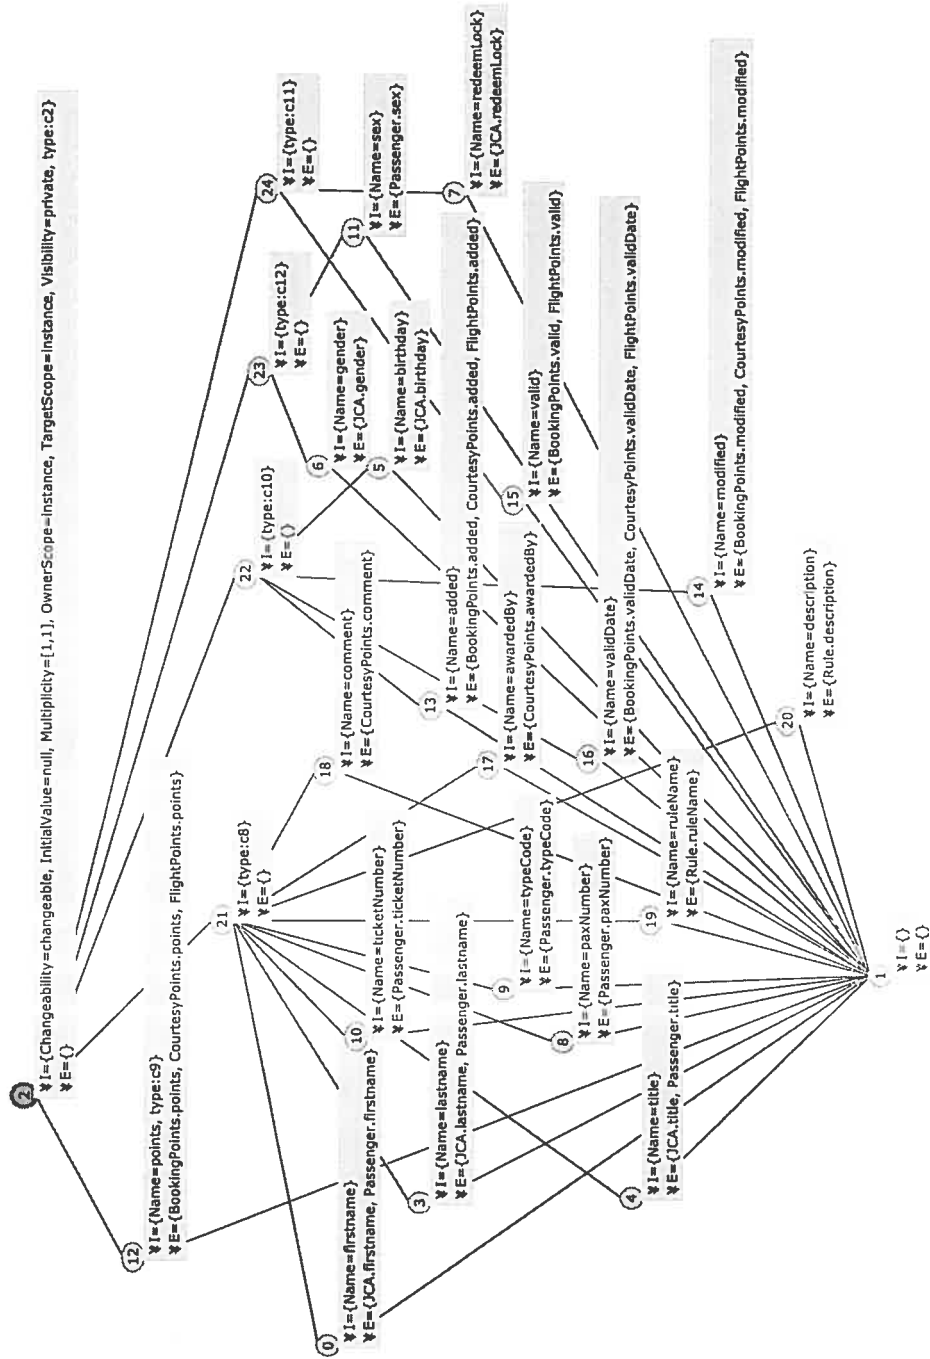 2
¥I={Changeability=changeable, InitialValue=null, Multiplicity=[1,1], OwnerScope=instance, TargetScope=instance, Visibility=private, type:c2}
¥E={}
12
¥I={Name=points, type:c9}
¥E={BookingPoints.points, CourtesyPoints.points, FlightPoints.points}
21
¥I={type:c8}
¥E={}
22
¥I={type:c10}
¥E={}
23
¥I={type:c12}
¥E={}
24
¥I={type:c11}
¥E={}
0
¥I={Name=firstname}
¥E={JCA.firstname, Passenger.firstname}
10
¥I={Name=ticketNumber}
¥E={Passenger.ticketNumber}
18
¥I={Name=comment}
¥E={CourtesyPoints.comment}
6
¥I={Name=gender}
¥E={JCA.gender}
11
¥I={Name=sex}
¥E={Passenger.sex}
3
¥I={Name=lastname}
¥E={JCA.lastname, Passenger.lastname}
13
¥I={Name=added}
¥E={BookingPoints.added, CourtesyPoints.added, FlightPoints.added}
5
¥I={Name=birthday}
¥E={JCA.birthday}
7
¥I={Name=redeemLock}
¥E={JCA.redeemLock}
9
¥I={Name=typeCode}
¥E={Passenger.typeCode}
17
¥I={Name=awardedBy}
¥E={CourtesyPoints.awardedBy}
15
¥I={Name=valid}
¥E={BookingPoints.valid, FlightPoints.valid}
8
¥I={Name=paxNumber}
¥E={Passenger.paxNumber}
16
¥I={Name=validDate}
¥E={BookingPoints.validDate, CourtesyPoints.validDate, FlightPoints.validDate}
4
¥I={Name=title}
¥E={JCA.title, Passenger.title}
19
¥I={Name=ruleName}
¥E={Rule.ruleName}
14
¥I={Name=modified}
¥E={BookingPoints.modified, CourtesyPoints.modified, FlightPoints.modified}
20
¥I={Name=description}
¥E={Rule.description}
1
¥I={}
¥E={}